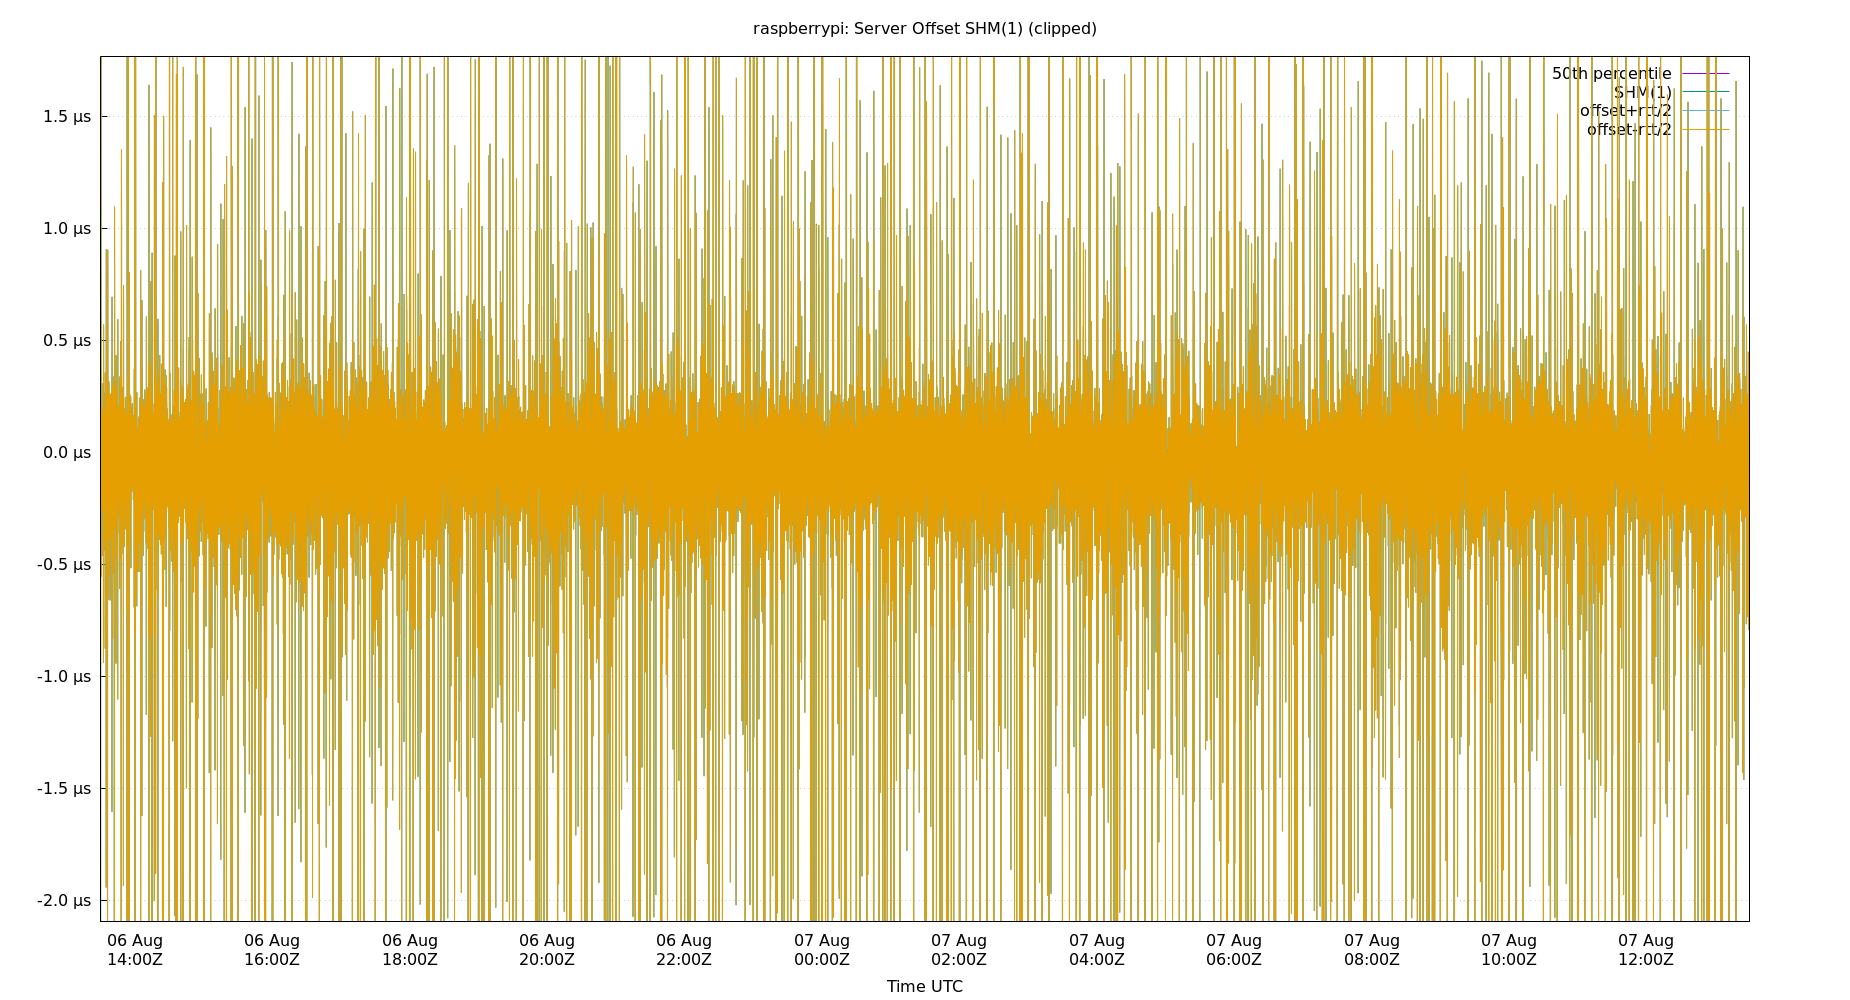 raspberrypi: Server Offset SHM(1) (clipped)
50th percentile
SHM(1)
offset+rtt/2
offset-rtt/2
1.5 µs
1.0 µs
0.5 µs
0.0 µs
-0.5 µs
-1.0 µs
-1.5 µs
-2.0 µs
06 Aug 06 Aug 06 Aug 06 Aug 06 Aug 07 Aug 07 Aug 07 Aug 07 Aug 07 Aug 07 Aug 07 Aug
14:00Z 16:00Z 18:00Z 20:00Z 22:00Z 00:00Z 02:00Z 04:00Z 06:00Z 08:00Z 10:00Z 12:00Z
Time UTC